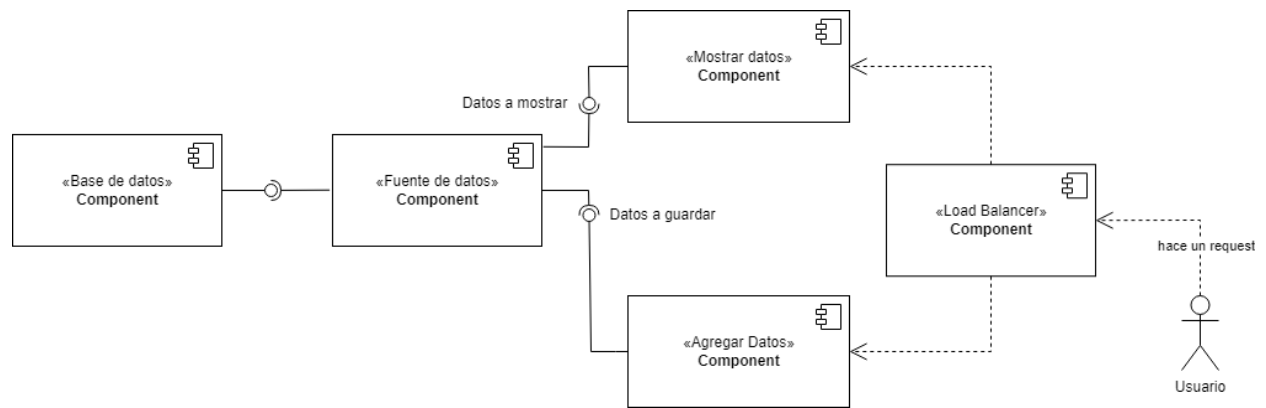 «Mostrar datos»
Component
Datos a mostrar
«Base de datos»
Component
«Fuente de datos»
Component
Datos a guardar
«Load Balancer»
Component
hace un request
«Agregar Datos»
Component
Usuario